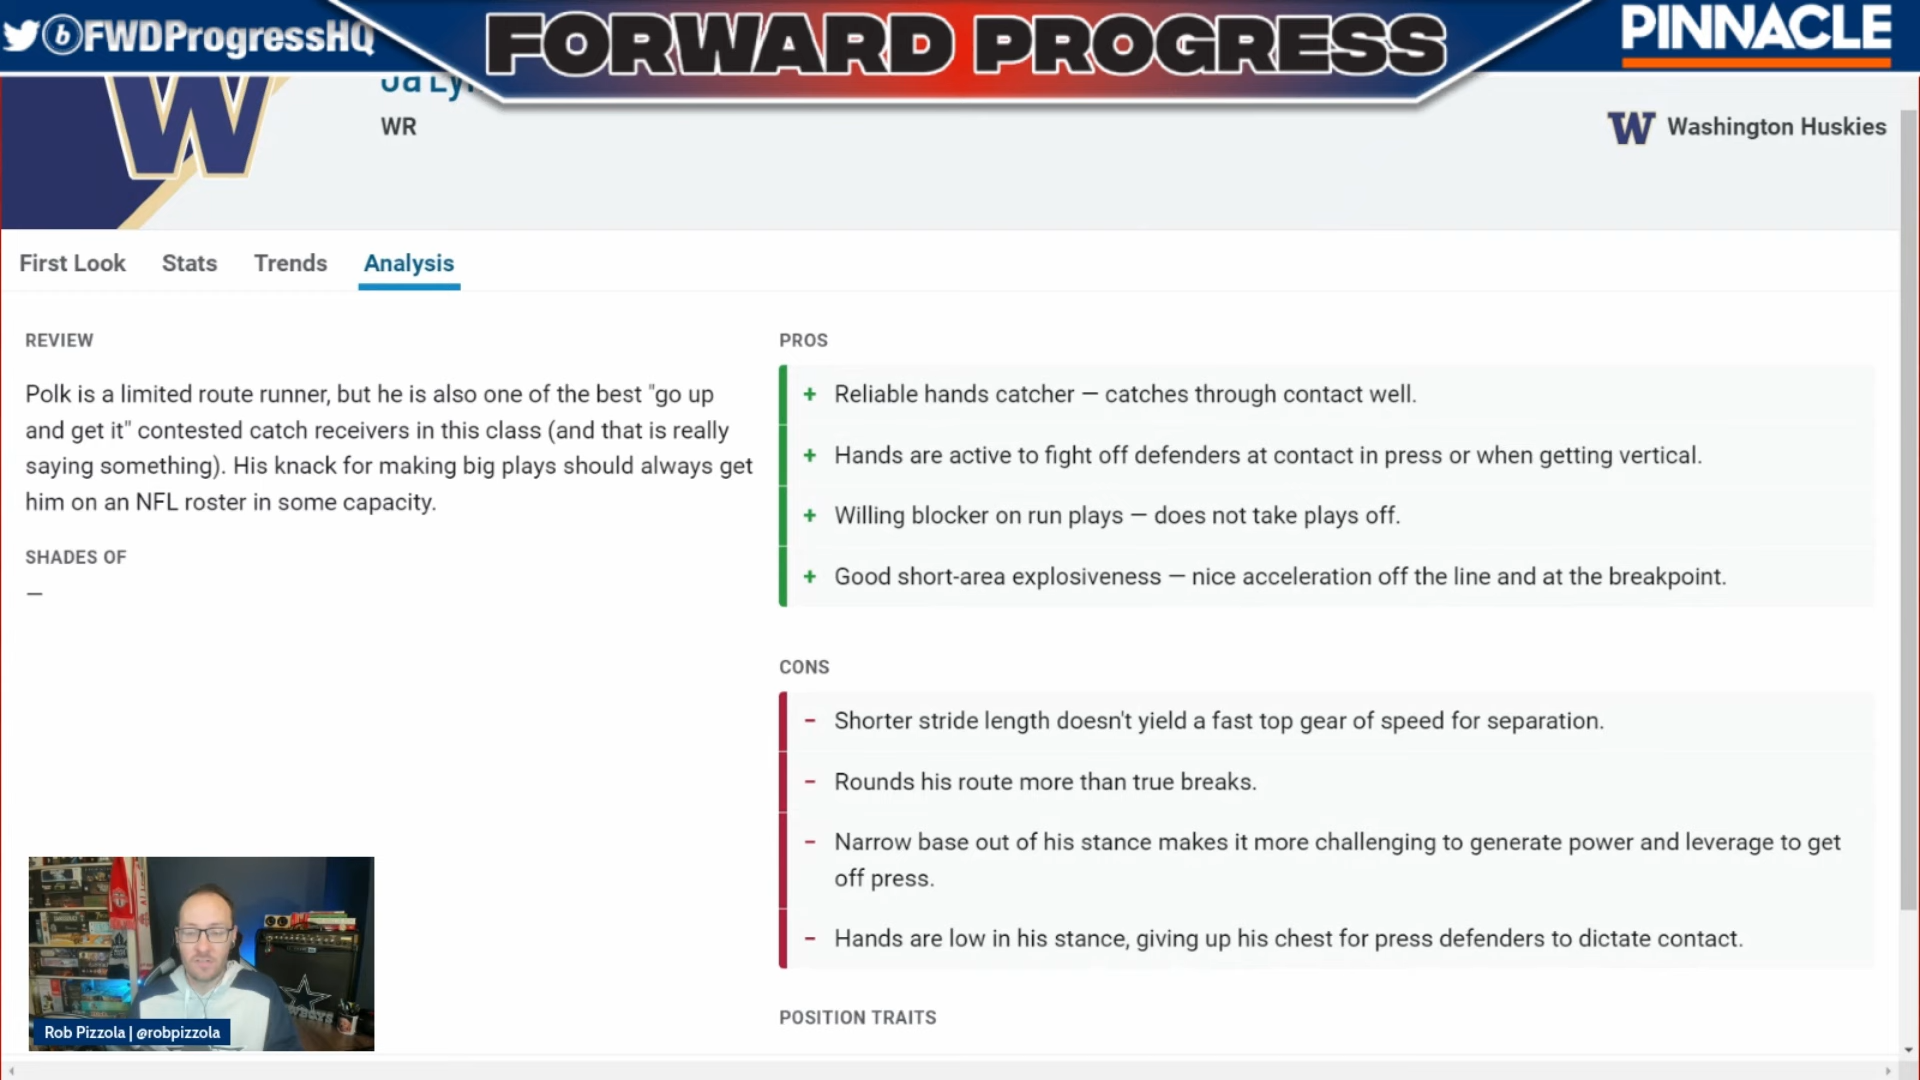 FWDProgressHQ
FORWARD PROGRESS
PINNACLE
W
WR
W Washington Huskies
First Look Stats Trends Analysis
REVIEW
Polk is a limited route runner, but he is also one of the best "go up
and get it" contested catch receivers in this class (and that is really
saying something). His knack for making big plays should always get
him on an NFL roster in some capacity.
SHADES OF
—
PROS
+ Reliable hands catcher — catches through contact well.
+ Hands are active to fight off defenders at contact in press or when getting vertical.
+ Willing blocker on run plays — does not take plays off.
+ Good short-area explosiveness — nice acceleration off the line and at the breakpoint.
CONS
- Shorter stride length doesn't yield a fast top gear of speed for separation.
- Rounds his route more than true breaks.
- Narrow base out of his stance makes it more challenging to generate power and leverage to get
off press.
- Hands are low in his stance, giving up his chest for press defenders to dictate contact.
POSITION TRAITS
Rob Pizzola | @robpizzola